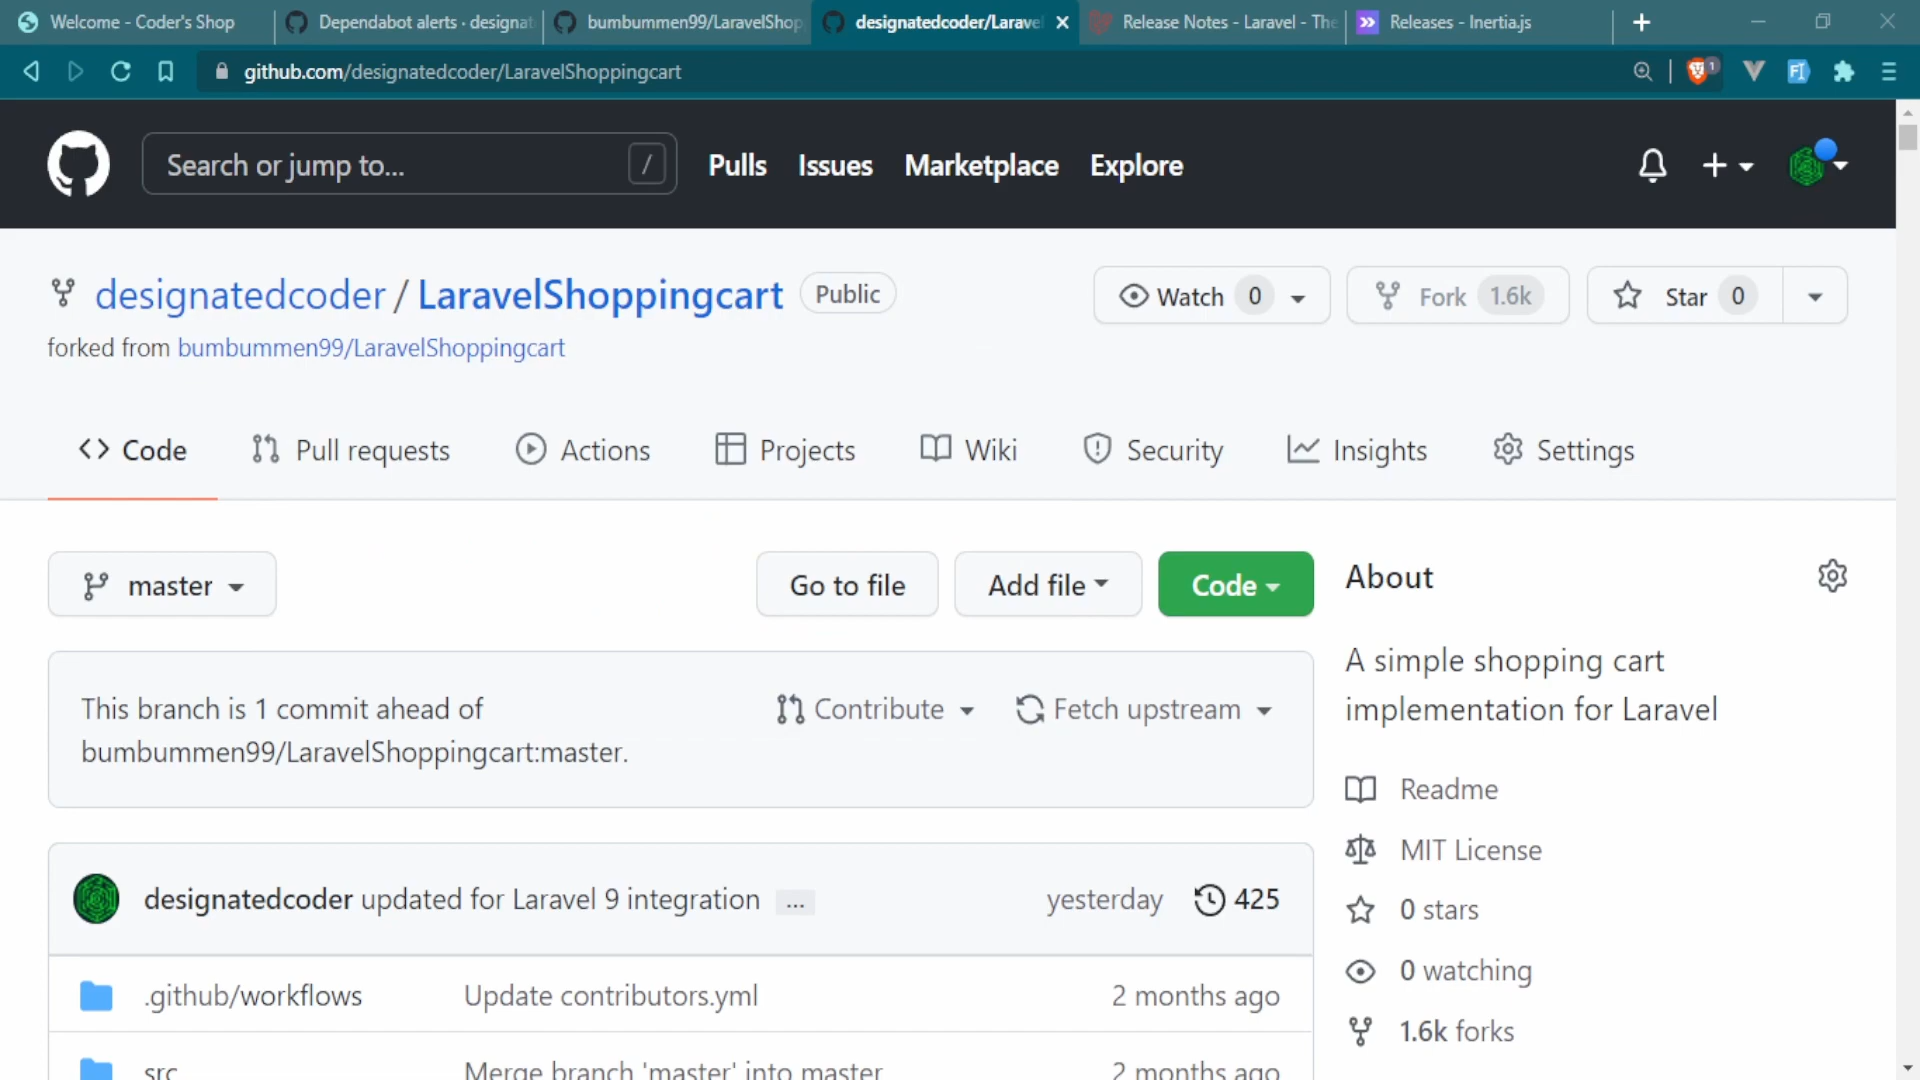 Welcome - Coder's Shop
Dependabot alerts · designat
bumbummen99/LaravelShop
designatedcoder/Larave
Release Notes - Laravel - The
Releases - Inertia.js
github.com/designatedcoder/LaravelShoppingcart
1
FI
Search or jump to...
/
Pulls
Issues
Marketplace
Explore
designatedcoder / LaravelShoppingcart
Public
Watch 0
Fork 1.6k
Star 0
forked from bumbummen99/LaravelShoppingcart
Code
Pull requests
Actions
Projects
Wiki
Security
Insights
Settings
master
Go to file
Add file
Code
About
This branch is 1 commit ahead of
bumbummen99/LaravelShoppingcart:master.
Contribute
Fetch upstream
A simple shopping cart
implementation for Laravel
Readme
MIT License
0 stars
0 watching
1.6k forks
designatedcoder updated for Laravel 9 integration ...
yesterday
425
.github/workflows
Update contributors.yml
2 months ago
src
Merge branch 'master' into master
2 months ago